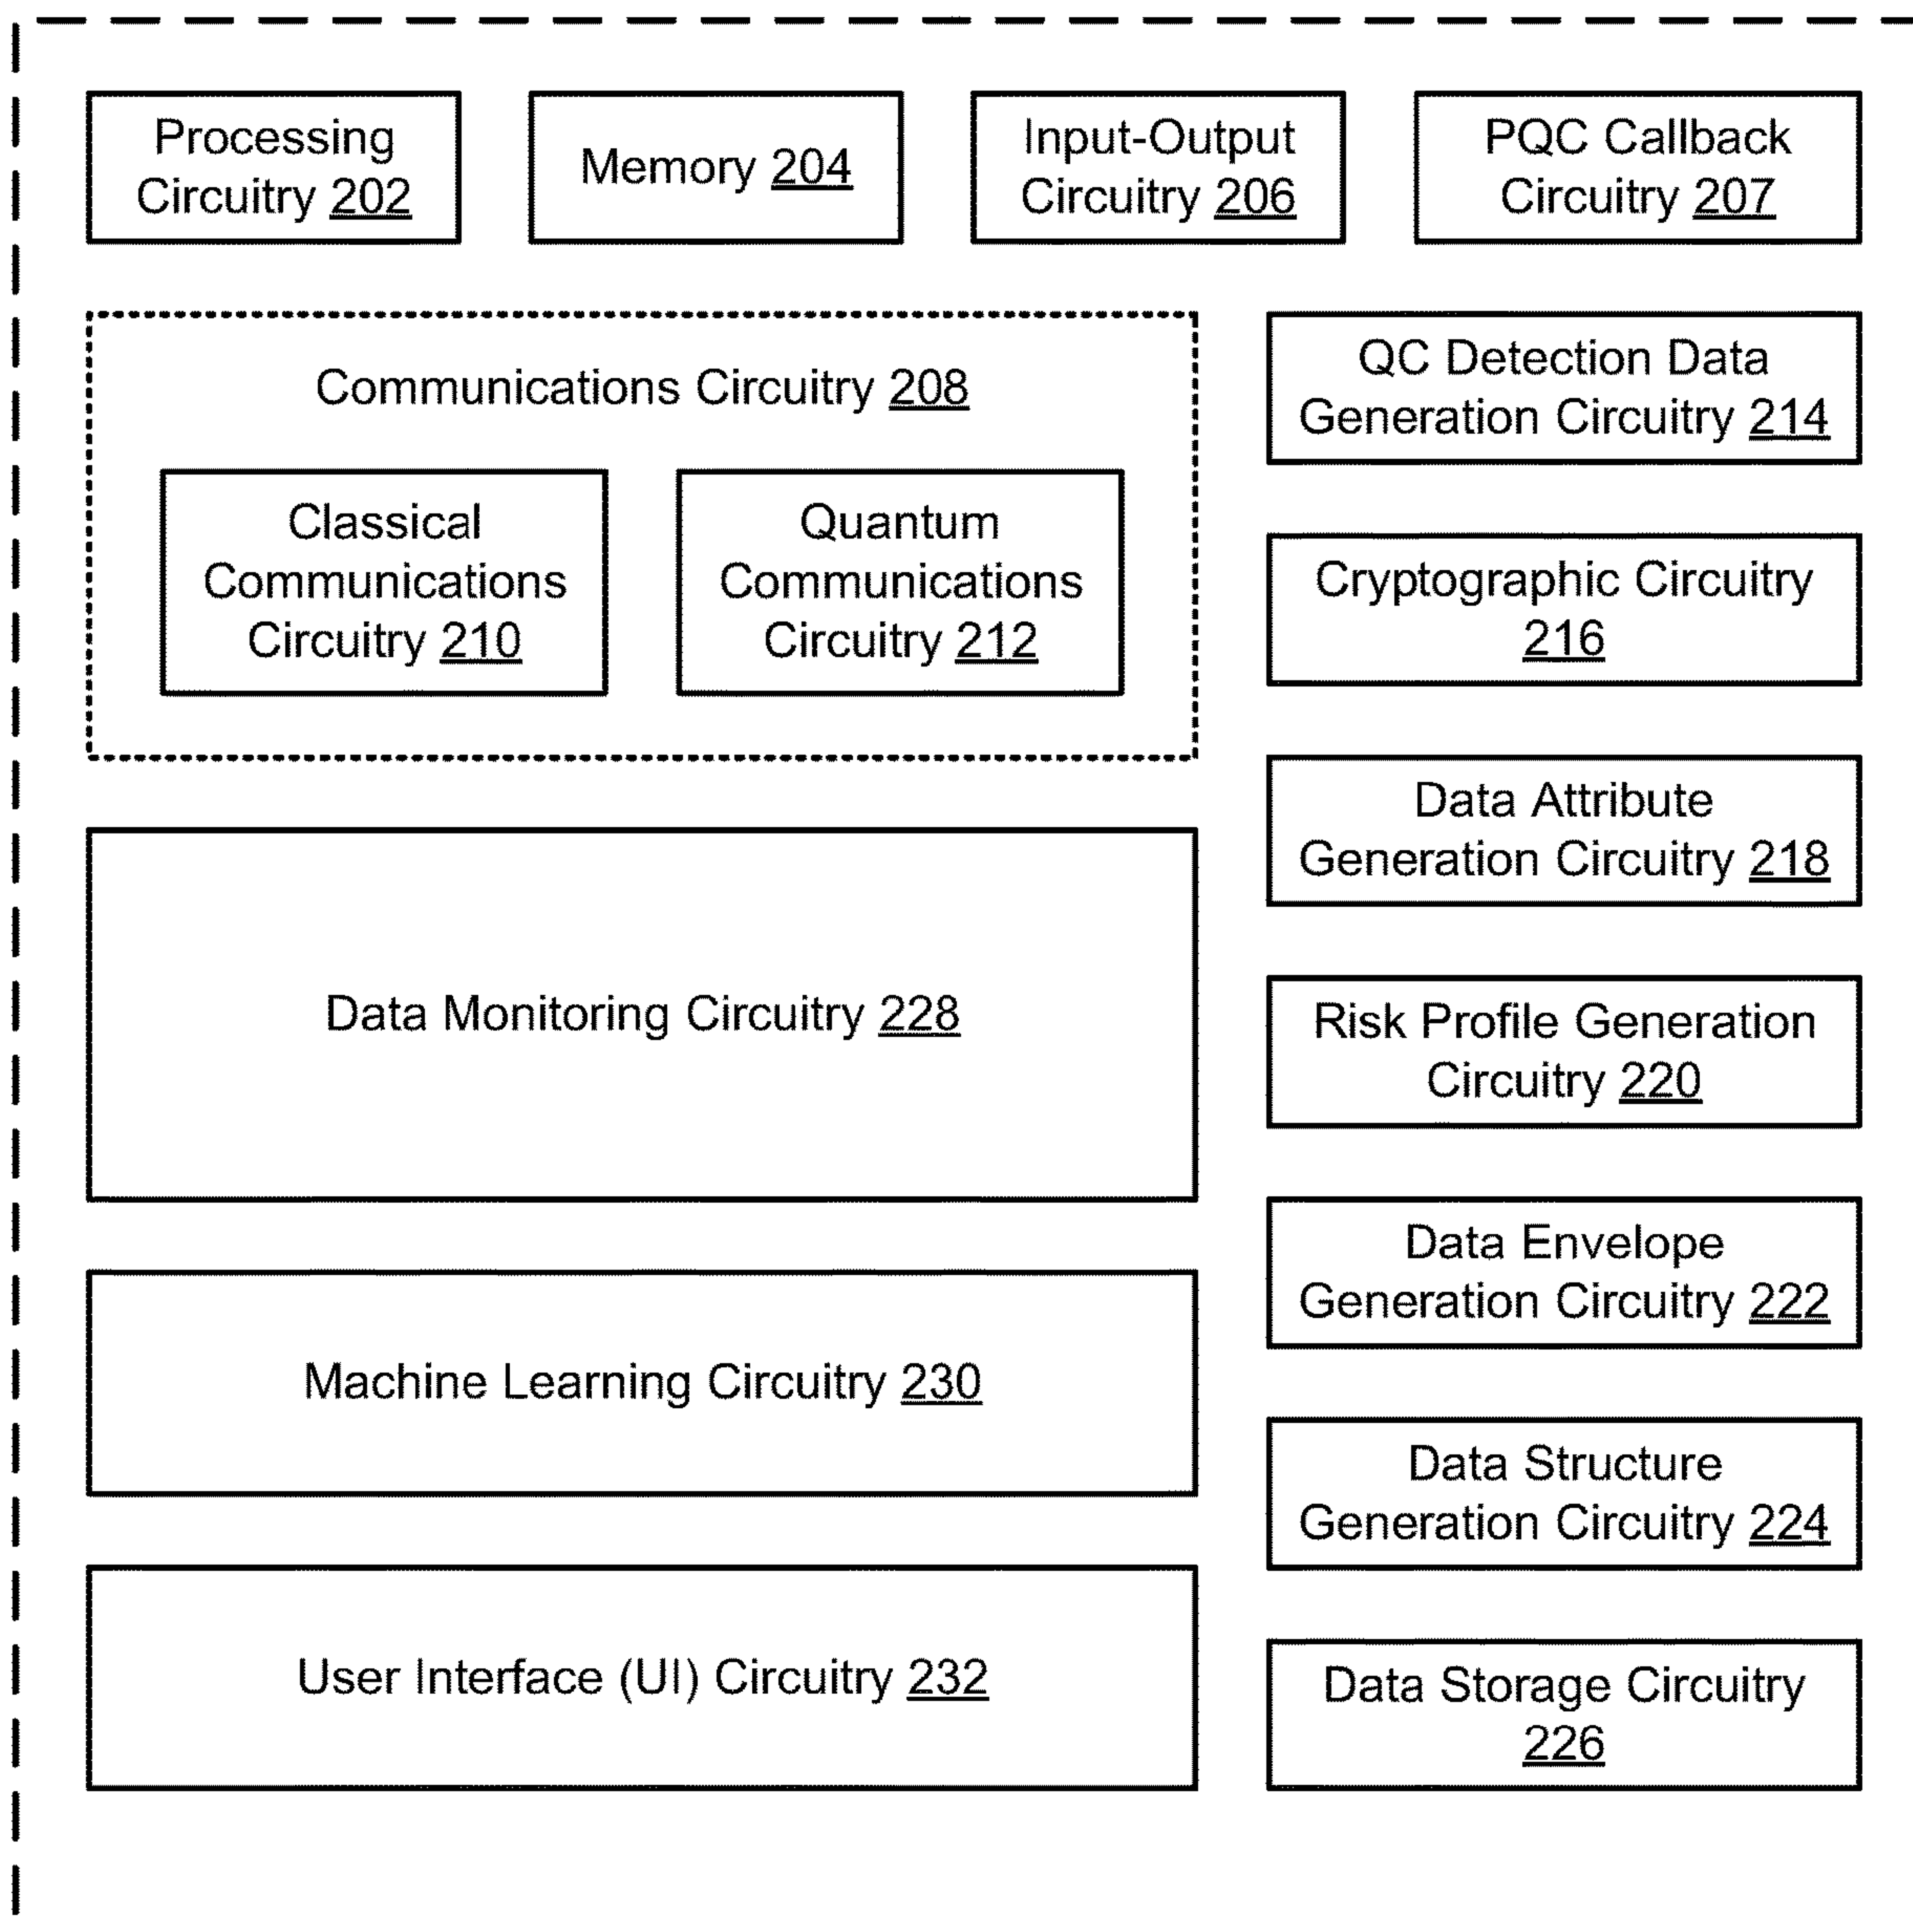 Processing
Circuitry 202
Memory 204
Input-Output
Circuitry 206
PQC Callback
Circuitry 207
Communications Circuitry 208
Classical
Communications
Circuitry 210
Quantum
Communications
Circuitry 212
Data Monitoring Circuitry 228
Machine Learning Circuitry 230
User Interface (UI) Circuitry 232
QC Detection Data
Generation Circuitry 214
Cryptographic Circuitry
216
Data Attribute
Generation Circuitry 218
Risk Profile Generation
Circuitry 220
Data Envelope
Generation Circuitry 222
Data Structure
Generation Circuitry 224
Data Storage Circuitry
226